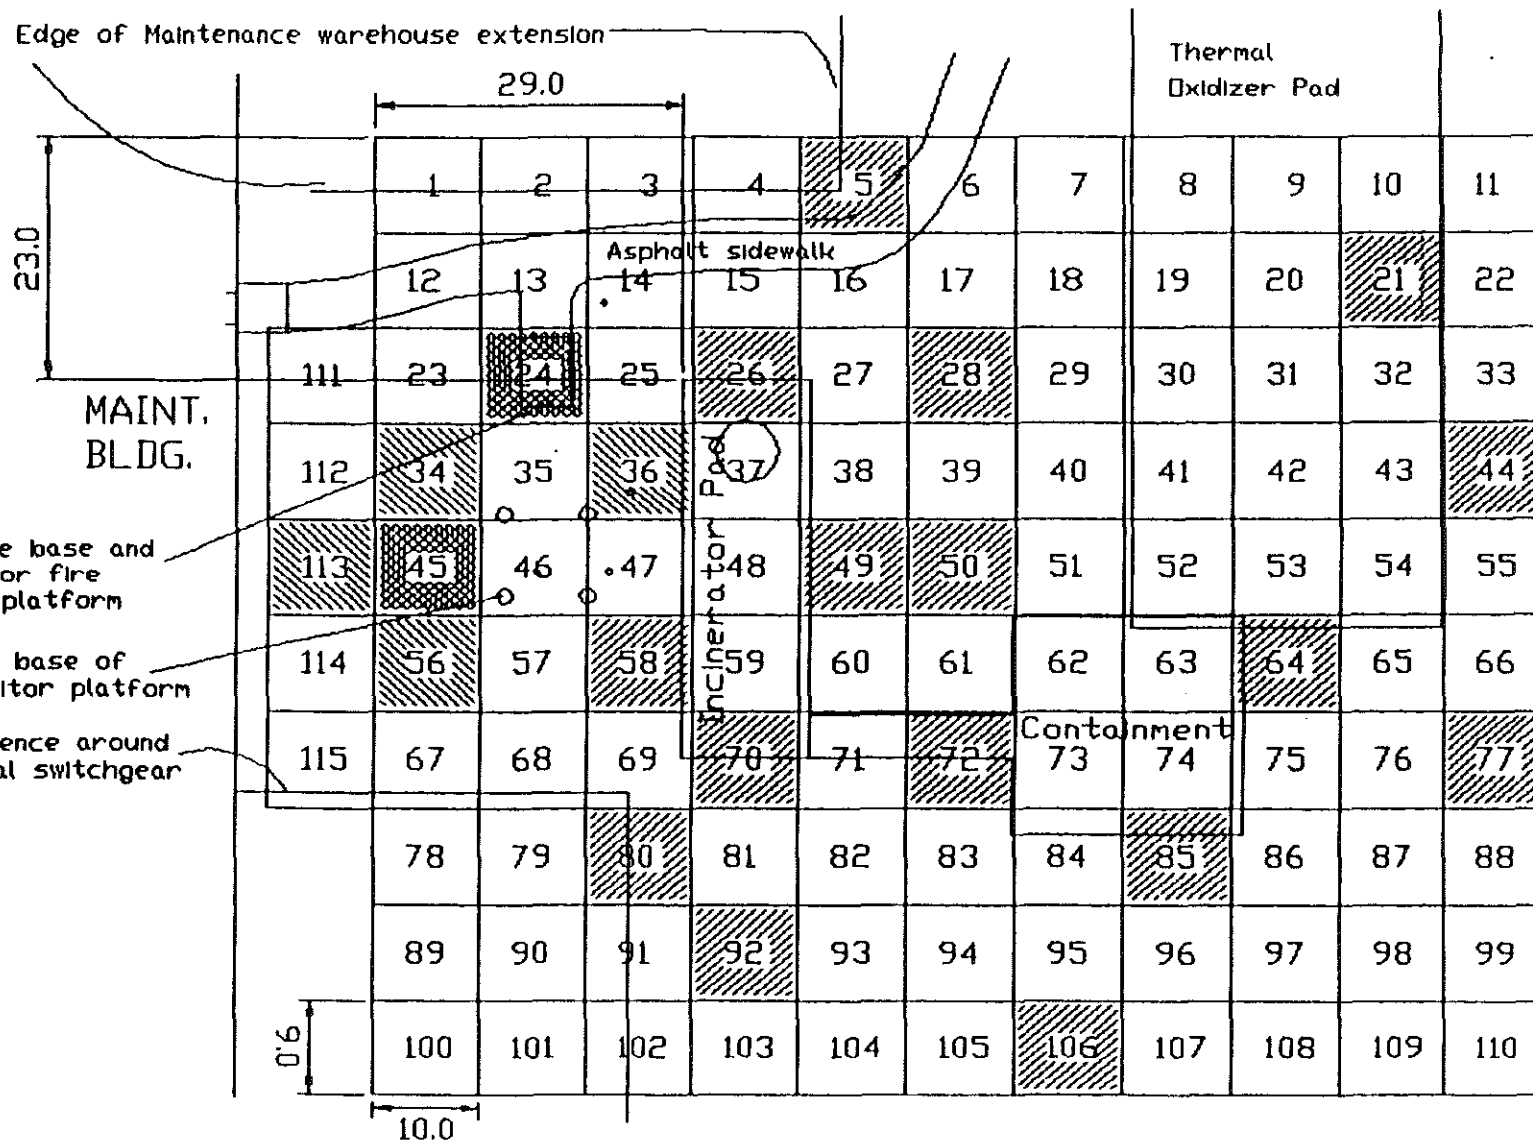 Edge of Maintenance warehouse extension
Thermal
Oxidizer Pad
29.0
23.0
1 2 3 4 5 6 7 8 9 10 11
Asphalt sidewalk
12 13 14 15 16 17 18 19 20 21 22
111 23 24 25 26 27 28 29 30 31 32 33
MAINT.
BLDG.
112 34 35 36 37 38 39 40 41 42 43 44
Incinerator Pad
e base and
or fire
platform
113 45 46 47 48 49 50 51 52 53 54 55
base of
itor platform
114 56 57 58 59 60 61 62 63 64 65 66
Containment
ence around
al switchgear
115 67 68 69 70 71 72 73 74 75 76 77
78 79 80 81 82 83 84 85 86 87 88
89 90 91 92 93 94 95 96 97 98 99
9.0
100 101 102 103 104 105 106 107 108 109 110
10.0